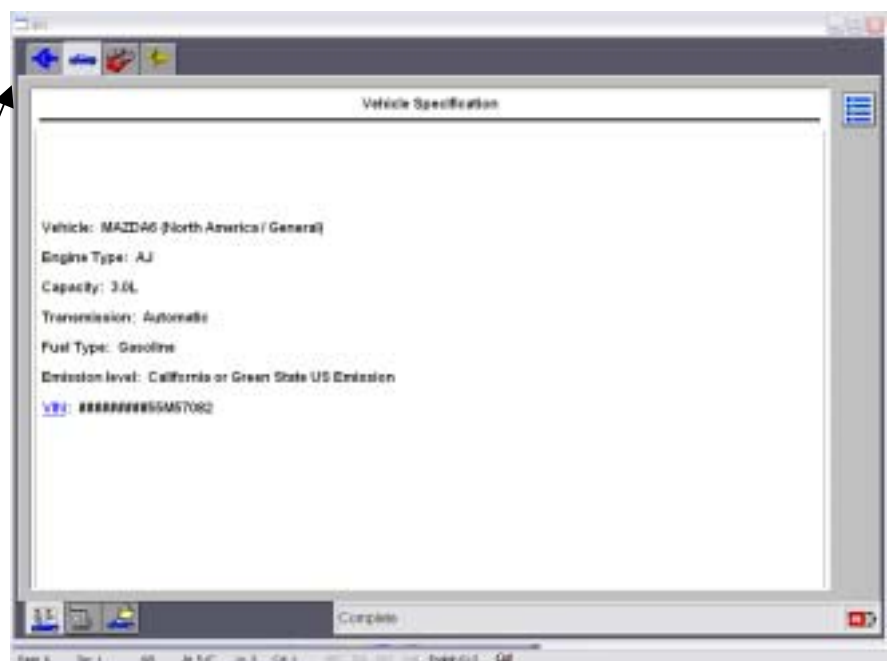 Vehicle Specification
Vehicle: MAZDA6 (North America / General)
Engine Type: AJ
Capacity: 3.0L
Transmission: Automatic
Fuel Type: Gasoline
Emission level: California or Green State US Emission
VIN: #########55M57082
Complete